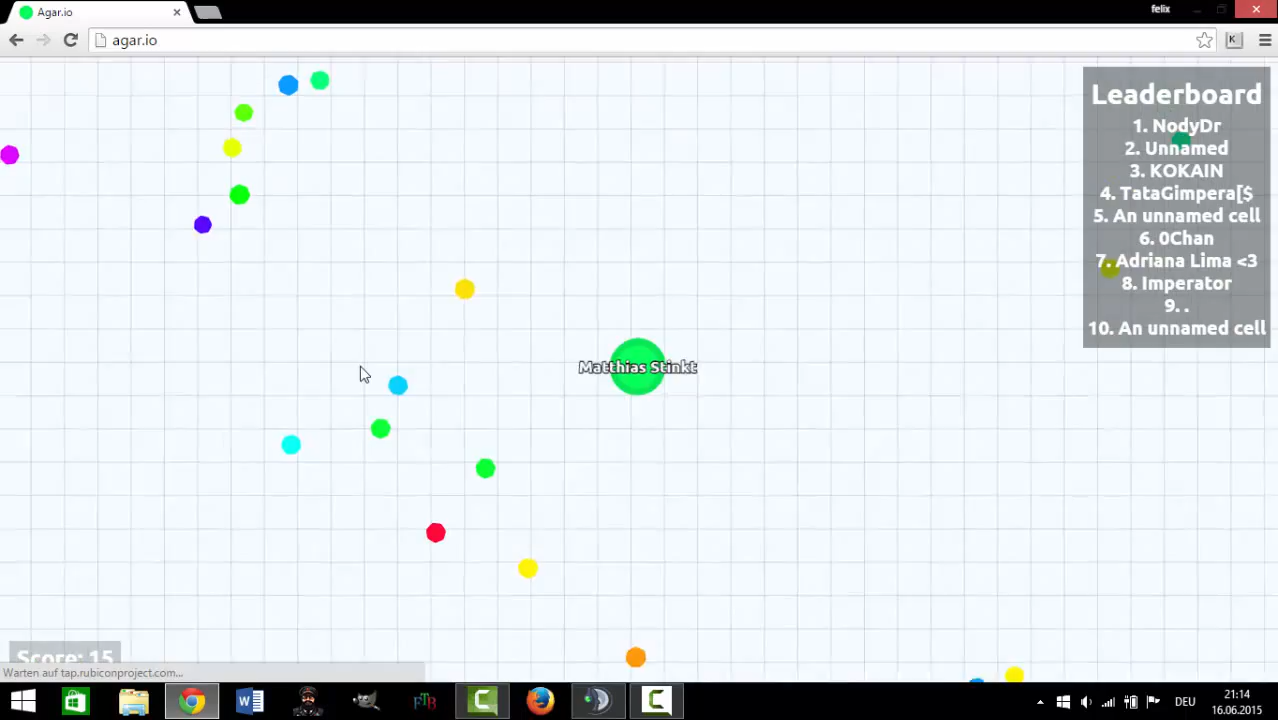 Agar.io
felix
agar.io
Leaderboard
1. NodyDr
2. Unnamed
3. KOKAIN
4. TataGimpera[$
5. An unnamed cell
6. 0Chan
7. Adriana Lima <3
8. Imperator
9. .
10. An unnamed cell
Matthias Stinkt
Score: 15
Warten auf tap.rubiconproject.com...
DEU
21:14
16.06.2015